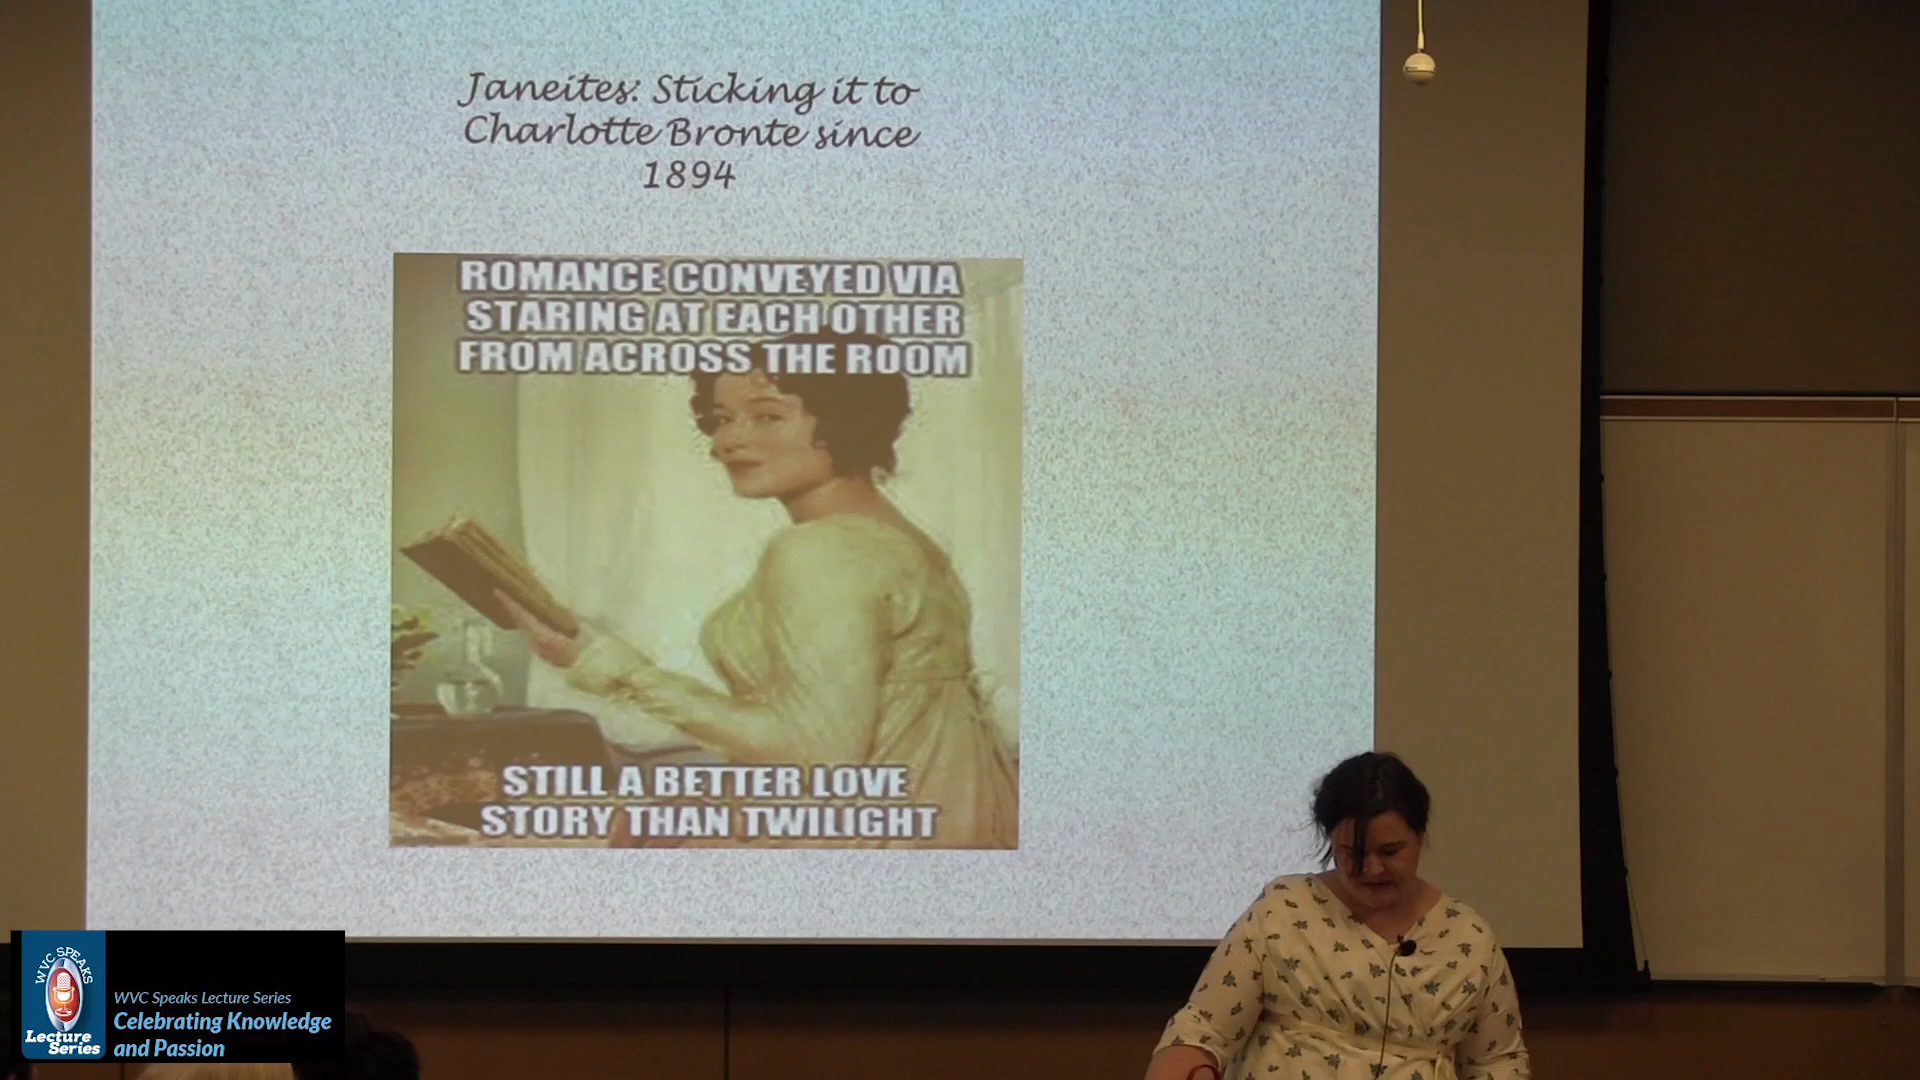 Janeites: Sticking it to
Charlotte Bronte since
1894
ROMANCE CONVEYED VIA
STARING AT EACH OTHER
FROM ACROSS THE ROOM
STILL A BETTER LOVE
STORY THAN TWILIGHT
WVC SPEAKS
Lecture
Series
WVC Speaks Lecture Series
Celebrating Knowledge
and Passion